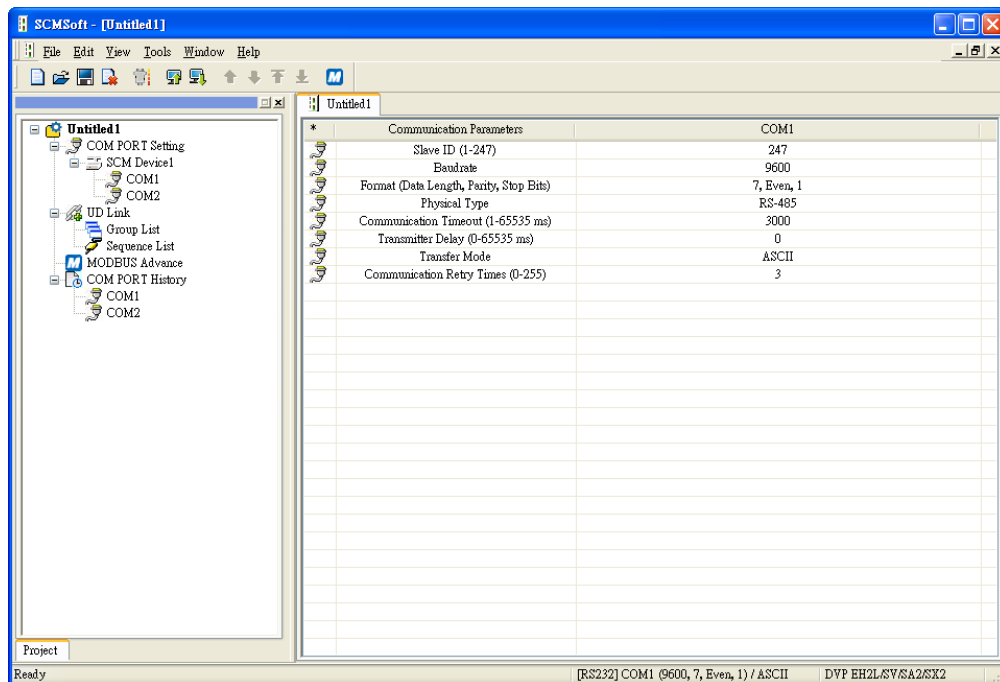 SCMSoft - [Untitled1]
File Edit View Tools Window Help
M
Untitled1
COM PORT Setting
SCM Device1
COM1
COM2
UD Link
Group List
Sequence List
M MODBUS Advance
COM PORT History
COM1
COM2
Project
Untitled1
* Communication Parameters COM1
Slave ID (1-247) 247
Baudrate 9600
Format (Data Length, Parity, Stop Bits) 7, Even, 1
Physical Type RS-485
Communication Timeout (1-65535 ms) 3000
Transmitter Delay (0-65535 ms) 0
Transfer Mode ASCII
Communication Retry Times (0-255) 3
Ready [RS232] COM1 (9600, 7, Even, 1) / ASCII DVP EH2L/SV/SA2/SX2